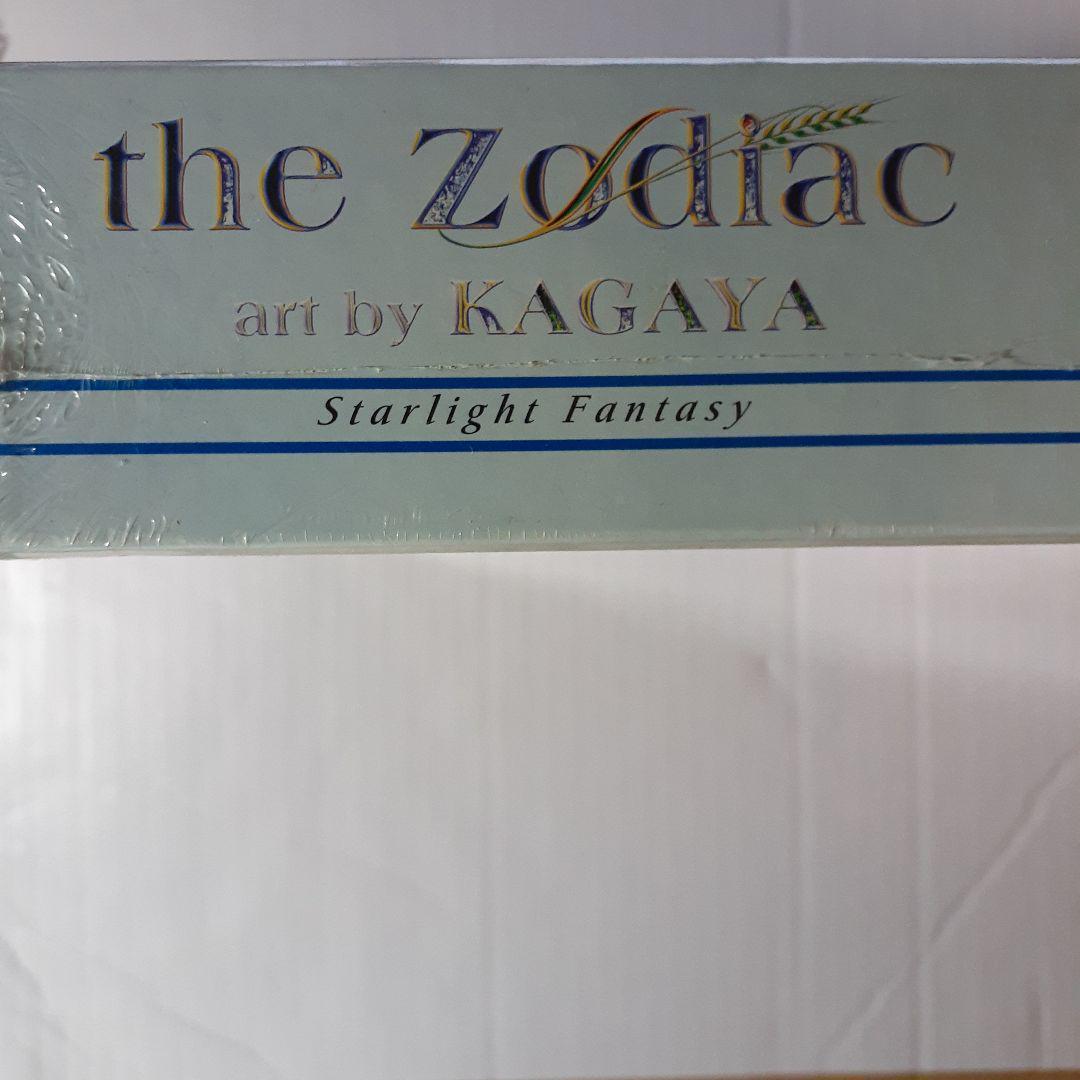 the Zodiac
art by KAGAYA
Starlight Fantasy